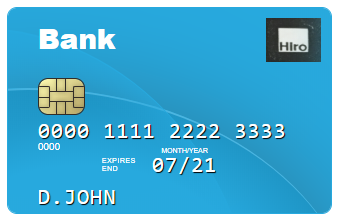 Bank
HIro
0000 1111 2222 3333
0000
MONTH/YEAR
EXPIRES
END
07/21
D.JOHN